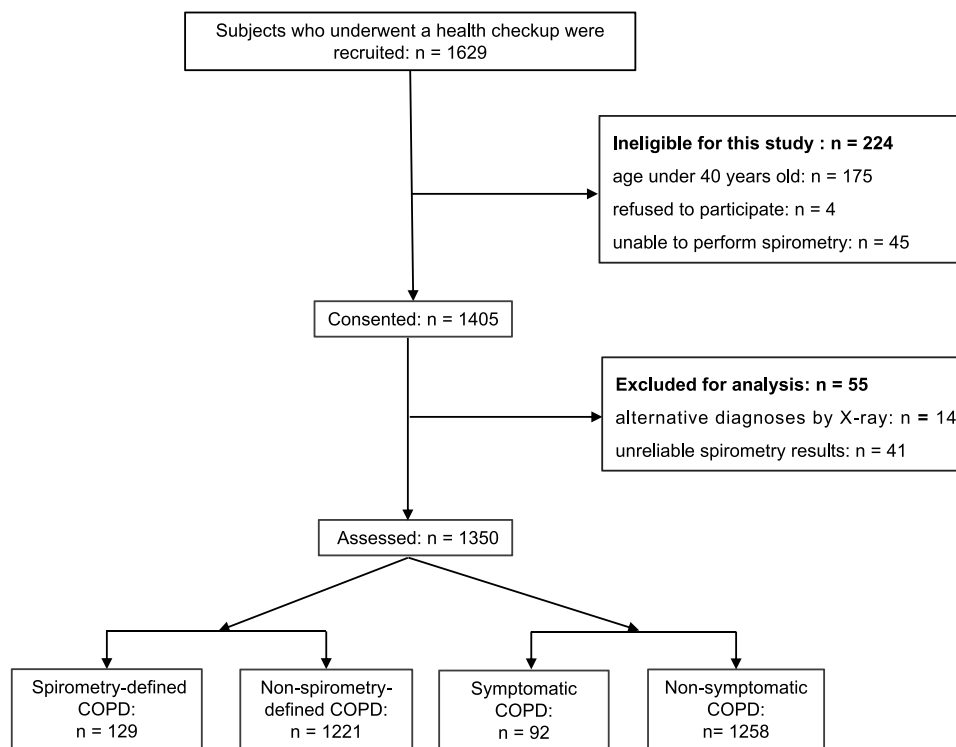 Subjects who underwent a health checkup were
recruited: n = 1629
Ineligible for this study : n = 224
age under 40 years old: n = 175
refused to participate: n = 4
unable to perform spirometry: n = 45
Consented: n = 1405
Excluded for analysis: n = 55
alternative diagnoses by X-ray: n = 14
unreliable spirometry results: n = 41
Assessed: n = 1350
Spirometry-defined
COPD:
n = 129
Non-spirometry-
defined COPD:
n = 1221
Symptomatic
COPD:
n = 92
Non-symptomatic
COPD:
n= 1258